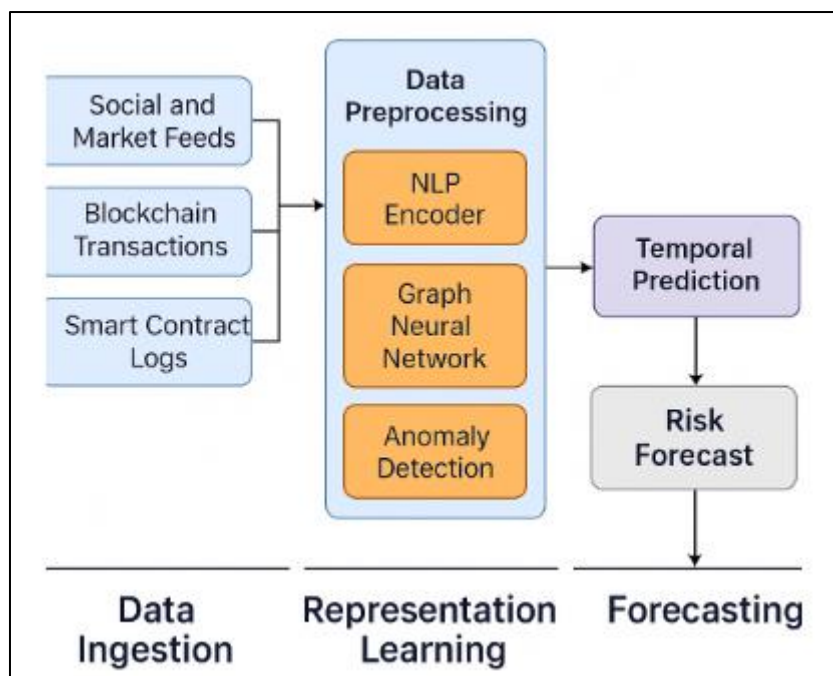 Social and
Market Feeds
Blockchain
Transactions
Smart Contract
Logs
Data
Preprocessing
NLP
Encoder
Graph
Neural
Network
Anomaly
Detection
Temporal
Prediction
Risk
Forecast
Data
Ingestion
Representation
Learning
Forecasting